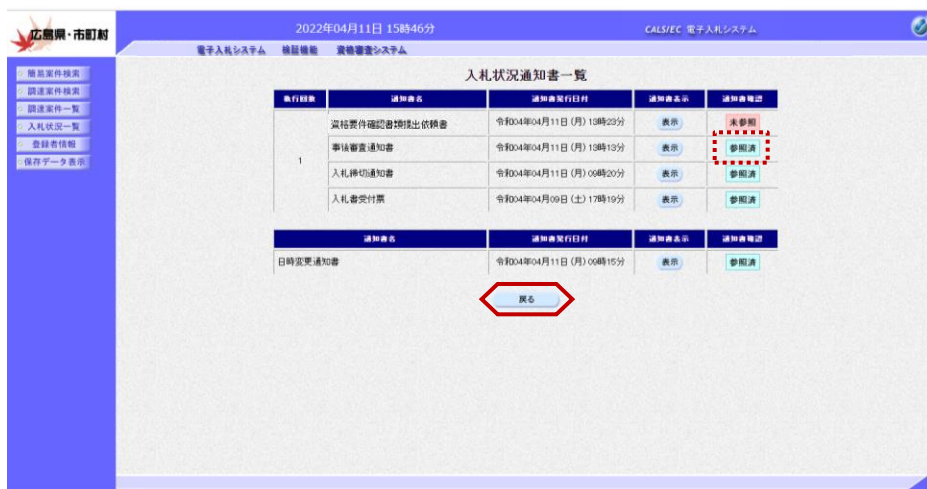 広島県・市町村
2022年04月11日 15時46分
CALS/EC 電子入札システム
電子入札システム 検証機能 資格審査システム
簡易案件検索
調達案件検索
調達案件一覧
入札状況一覧
登録者情報
保存データ表示
入札状況通知書一覧
執行回数 通知書名 通知書発行日付 通知書表示 通知書確認
資格要件確認書類提出依頼書 令和04年04月11日(月)13時23分 表示 未参照
1
事後審査通知書 令和04年04月11日(月)13時13分 表示 参照済
入札締切通知書 令和04年04月11日(月)09時20分 表示 参照済
入札書受付票 令和04年04月09日(土)17時19分 表示 参照済
通知書名 通知書発行日付 通知書表示 通知書確認
日時変更通知書 令和04年04月11日(月)09時15分 表示 参照済
戻る